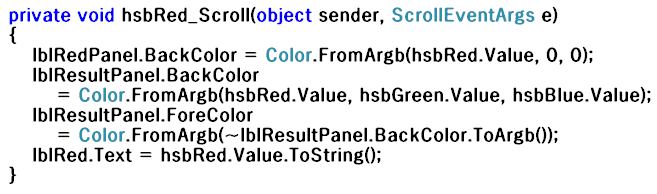 private void hsbRed_Scroll(object sender, ScrollEventArgs e)
{
lblRedPanel.BackColor = Color.FromArgb(hsbRed.Value, 0, 0);
lblResultPanel.BackColor
= Color.FromArgb(hsbRed.Value, hsbGreen.Value, hsbBlue.Value);
lblResultPanel.ForeColor
= Color.FromArgb(~lblResultPanel.BackColor.ToArgb());
lblRed.Text = hsbRed.Value.ToString();
}